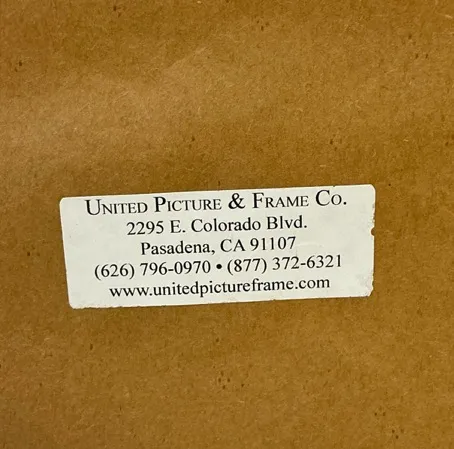 United Picture & Frame Co.
2295 E. Colorado Blvd.
Pasadena, CA 91107
(626) 796-0970 • (877) 372-6321
www.unitedpictureframe.com